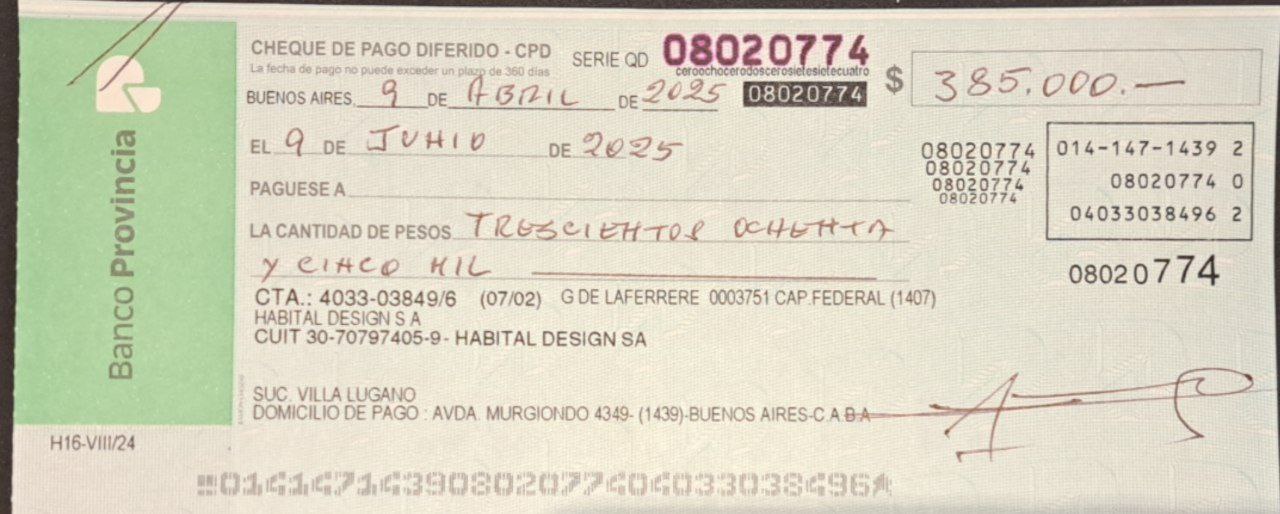 Banco Provincia
H16-VIII/24
CHEQUE DE PAGO DIFERIDO - CPD SERIE QD 08020774
La fecha de pago no puede exceder un plazo de 360 días
ceroochocerodoscerosietesietecuatro
BUENOS AIRES, 9 DE ABRIL DE 2025 08020774 $ 385.000.—
EL 9 DE JUNIO DE 2025
08020774
08020774
08020774
08020774
014-147-1439 2
08020774 0
04033038496 2
PAGUESE A
LA CANTIDAD DE PESOS TRESCIENTOS OCHENTA
Y CINCO MIL
08020774
CTA.: 4033-03849/6 (07/02) G DE LAFERRERE 0003751 CAP.FEDERAL (1407)
HABITAL DESIGN S A
CUIT 30-70797405-9- HABITAL DESIGN SA
SUC. VILLA LUGANO
DOMICILIO DE PAGO : AVDA. MURGIONDO 4349- (1439)-BUENOS AIRES-C.A.B.A
01414714390802077404033038496